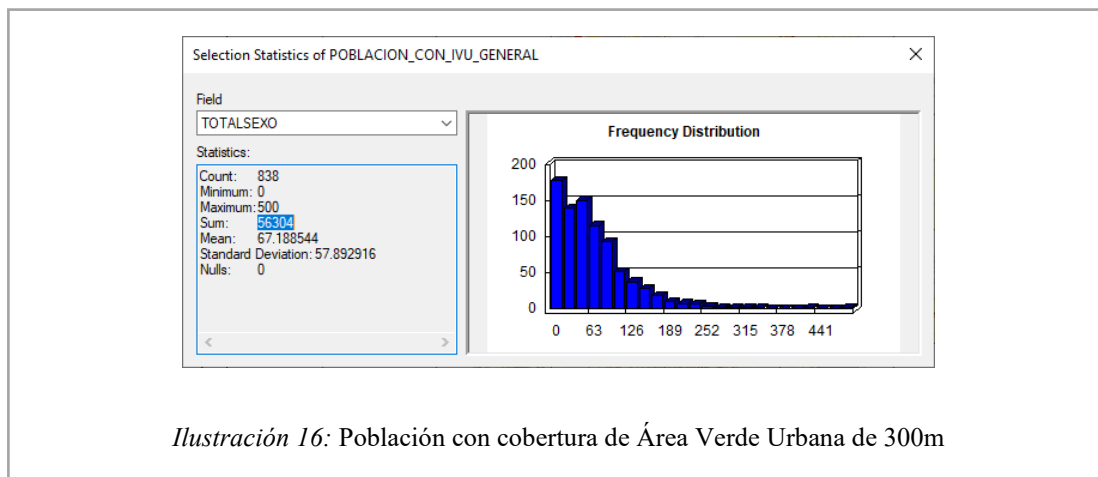 Selection Statistics of POBLACION_CON_IVU_GENERAL
Field
TOTALSEXO
Statistics:
Count: 838
Minimum: 0
Maximum: 500
Sum: 56304
Mean: 67.188544
Standard Deviation: 57.892916
Nulls: 0
Frequency Distribution
200
150
100
50
0
0 63 126 189 252 315 378 441
Ilustración 16: Población con cobertura de Área Verde Urbana de 300m